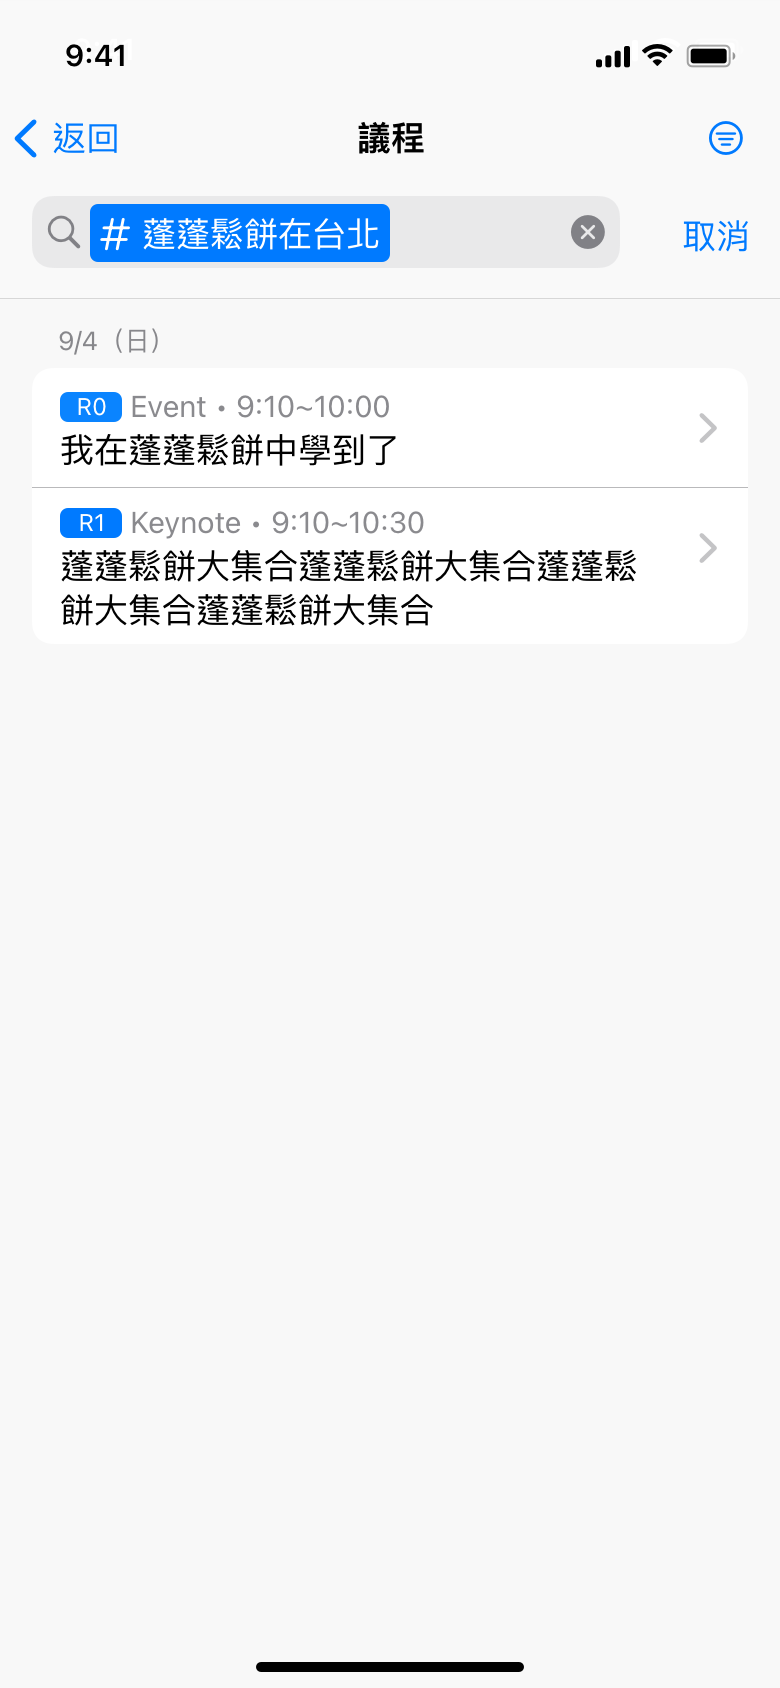 9:41
返回
議程
# 蓬蓬鬆餅在台北
取消
9/4（日）
R0 Event • 9:10~10:00
我在蓬蓬鬆餅中學到了
R1 Keynote • 9:10~10:30
蓬蓬鬆餅大集合蓬蓬鬆餅大集合蓬蓬鬆
餅大集合蓬蓬鬆餅大集合